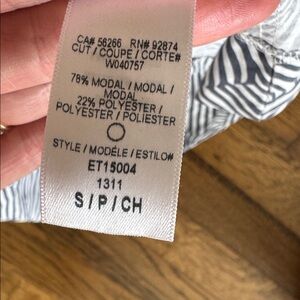 CA# 56266 RN# 92874
CUT / COUPE / CORTE#
W040757
78% MODAL / MODAL /
MODAL
22% POLYESTER /
POLYESTER / POLIESTER
STYLE / MODÈLE / ESTILO#
ET15004
1311
S / P / CH